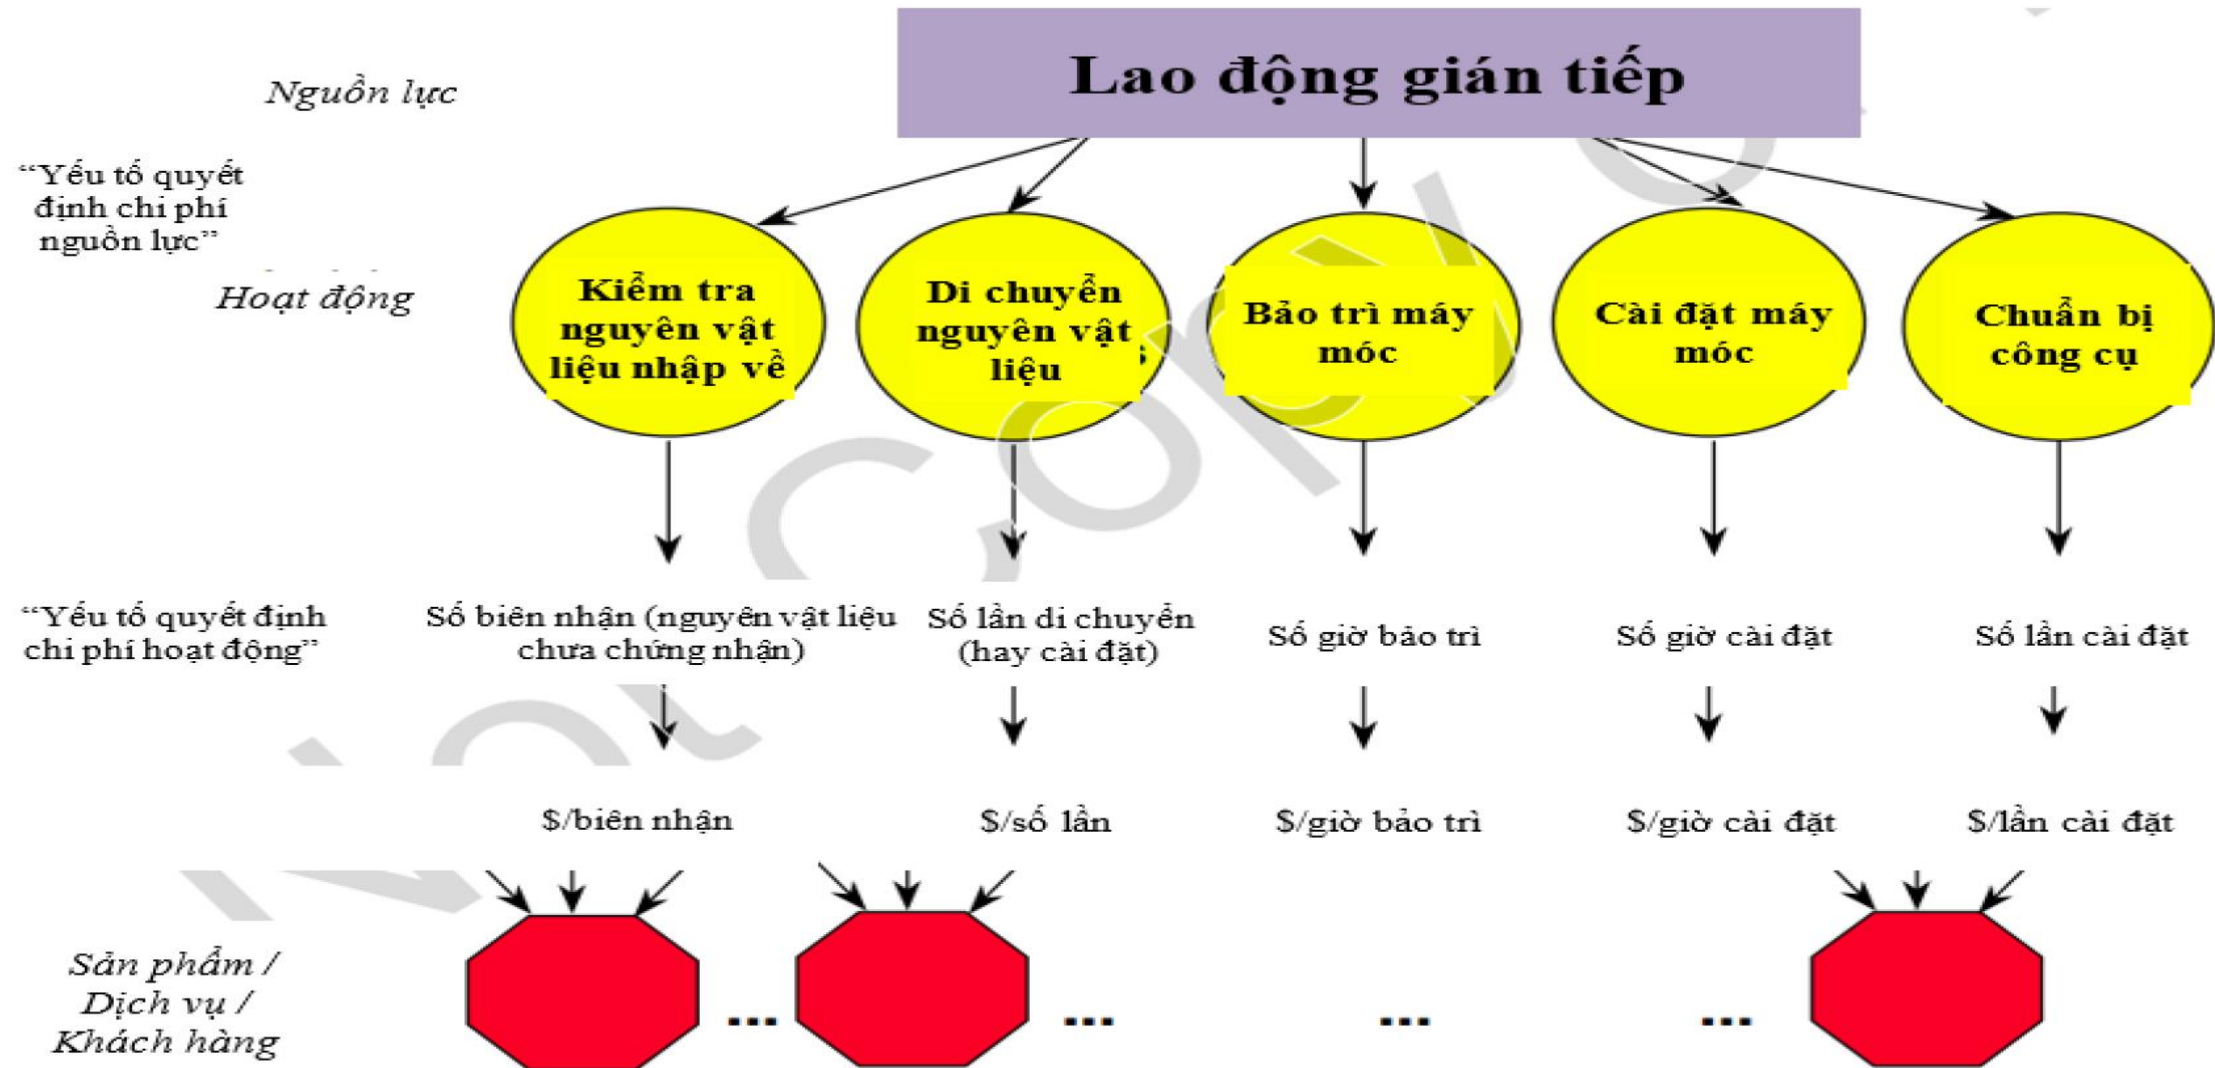 Lao động gián tiếp
Nguồn lực
“Yếu tố quyết
định chi phí
nguồn lực”
Hoạt động
Kiểm tra
nguyên vật
liệu nhập về
Di chuyển
nguyên vật
liệu
s
Bảo trì máy
móc
Cài đặt máy
móc
Chuẩn bị
công cụ
“Yếu tố quyết định
chi phí hoạt động”
Số biên nhận (nguyên vật liệu
chưa chứng nhận)
Số lần di chuyển
(hay cài đặt)
Số giờ bảo trì
Số giờ cài đặt
Số lần cài đặt
$/biên nhận
$/số lần
$/giờ bảo trì
$/giờ cài đặt
$/lần cài đặt
Sản phẩm /
Dịch vụ /
Khách hàng
... ... ... ...